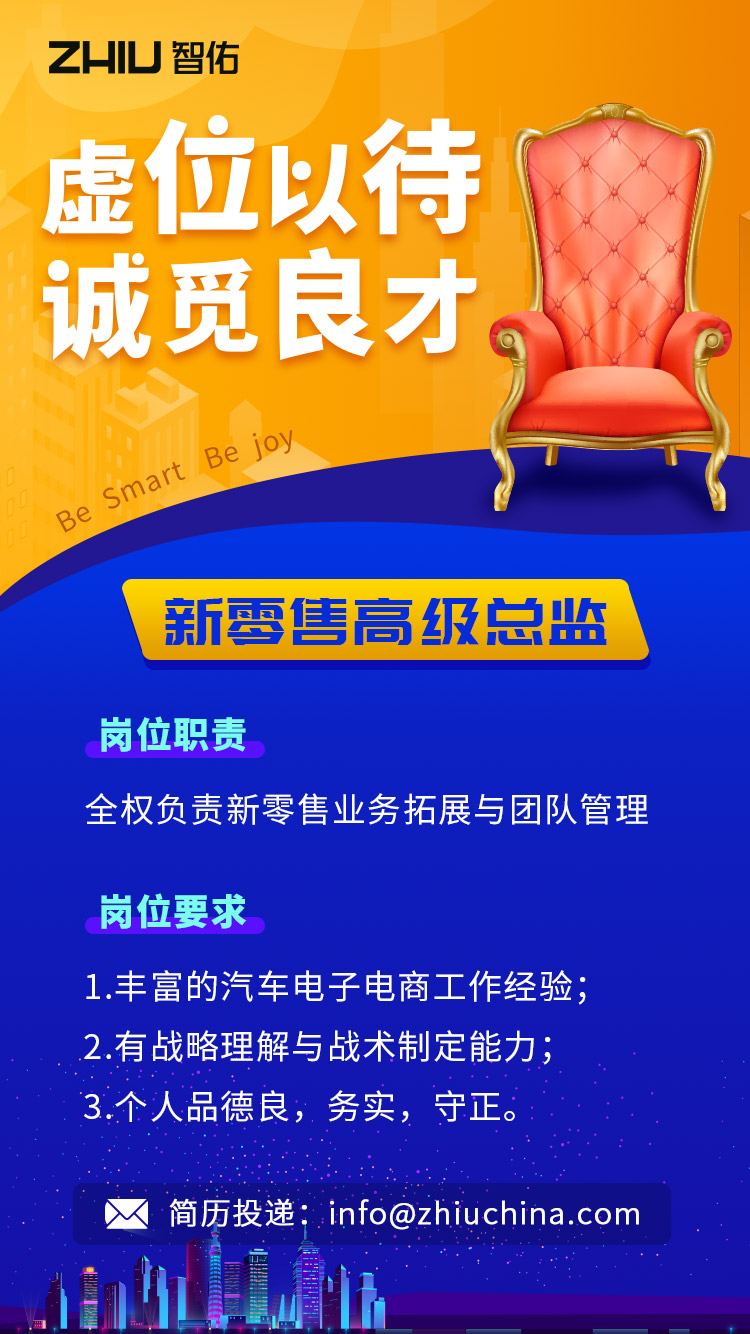 ZHIU 智佑
虚位以待
诚觅良才
Be Smart Be joy
新零售高级总监
岗位职责
全权负责新零售业务拓展与团队管理
岗位要求
1.丰富的汽车电子电商工作经验；
2.有战略理解与战术制定能力；
3.个人品德良，务实，守正。
简历投递：info@zhiuchina.com